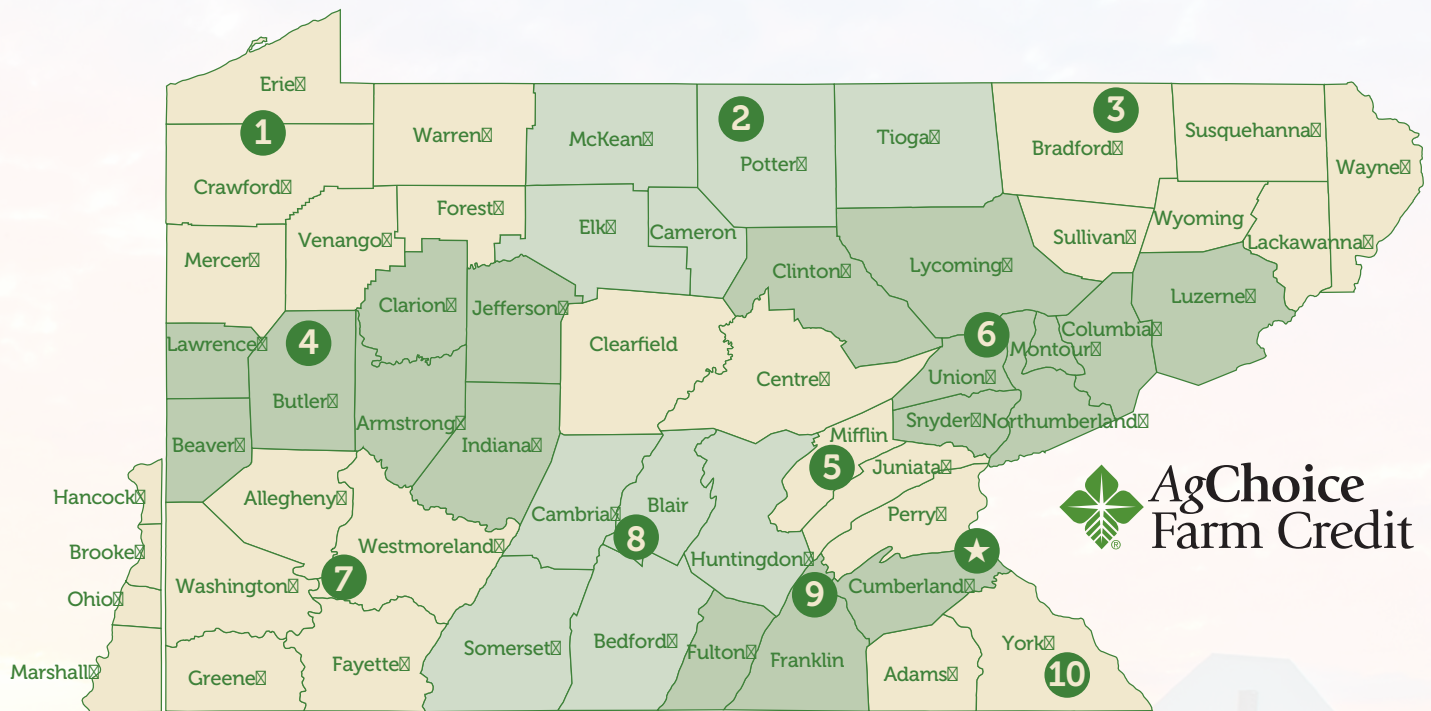 Erie
1
Crawford
Warren
McKean
2
Potter
Tioga
3
Bradford
Susquehanna
Wayne
Mercer
Venango
Forest
Elk
Cameron
Clinton
Lycoming
Sullivan
Wyoming
Lackawanna
Lawrence
4
Butler
Clarion
Jefferson
Clearfield
Centre
6
Union
Montour
Columbia
Luzerne
Beaver
Armstrong
Indiana
Mifflin
5
Juniata
Snyder
Northumberland
Hancock
Brooke
Ohio
Marshall
Allegheny
Westmoreland
Washington
7
Greene
Fayette
Cambria
Blair
8
Huntingdon
Perry
Cumberland
9
Somerset
Bedford
Fulton
Franklin
Adams
York
10
AgChoice
Farm Credit
®